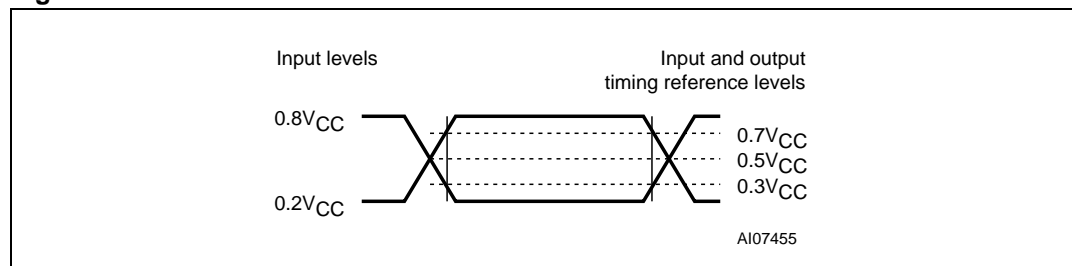 Input levels
Input and output
timing reference levels
0.8VCC
0.7VCC
0.5VCC
0.3VCC
0.2VCC
AI07455